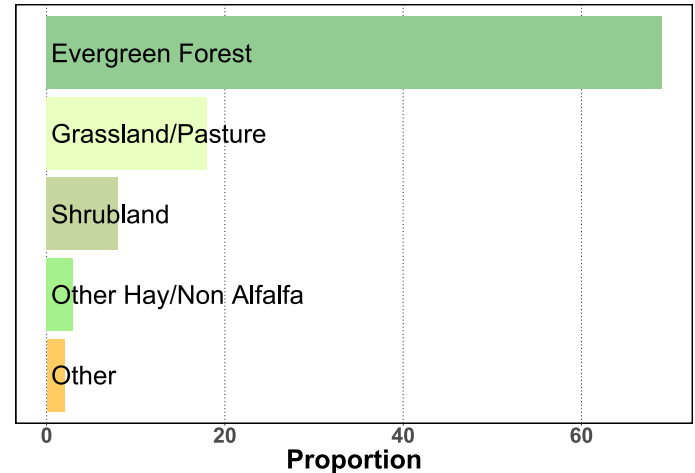 Evergreen Forest
Grassland/Pasture
Shrubland
Other Hay/Non Alfalfa
Other
0 20 40 60
Proportion